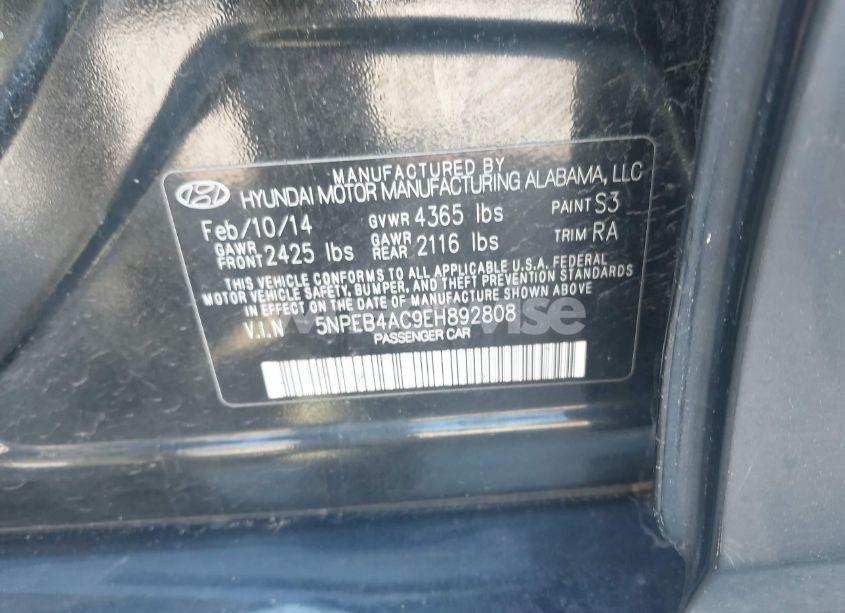 MANUFACTURED BY
HYUNDAI MOTOR MANUFACTURING ALABAMA, LLC
Feb/10/14 GVWR 4365 lbs PAINT S3
GAWR FRONT 2425 lbs GAWR REAR 2116 lbs TRIM RA
THIS VEHICLE CONFORMS TO ALL APPLICABLE U.S.A. FEDERAL
MOTOR VEHICLE SAFETY, BUMPER, AND THEFT PREVENTION STANDARDS
IN EFFECT ON THE DATE OF MANUFACTURE SHOWN ABOVE
V.I.N 5NPEB4AC9EH892808
PASSENGER CAR